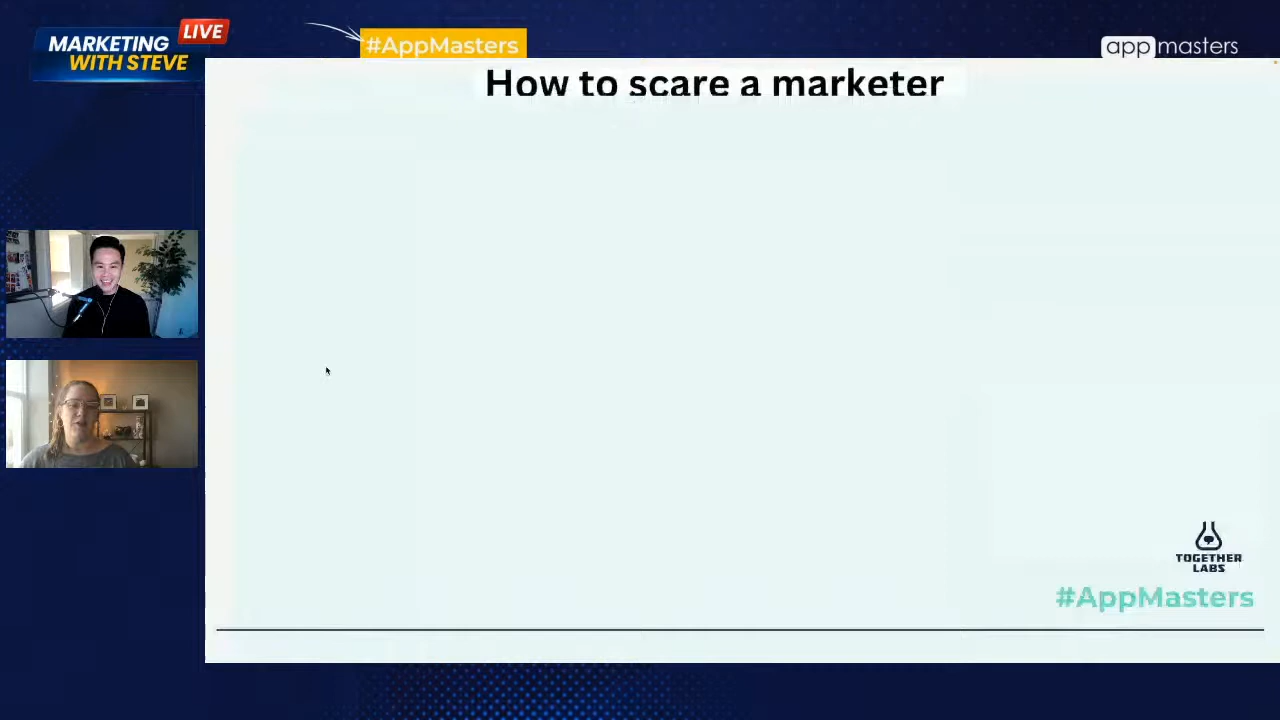 MARKETING
LIVE
WITH STEVE
#AppMasters
app masters
How to scare a marketer
TOGETHER
LABS
#AppMasters